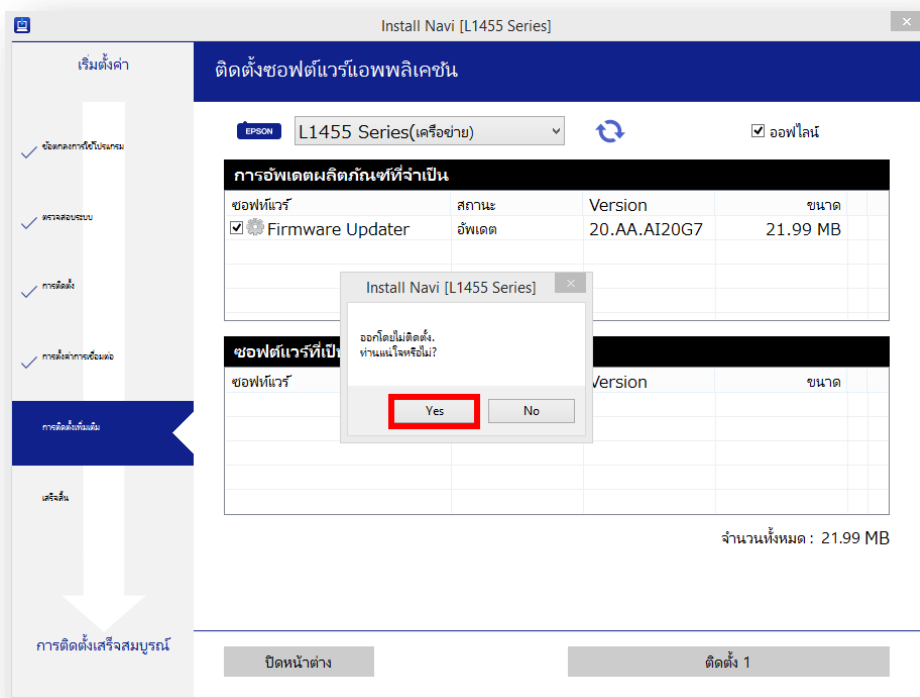 Install Navi [L1455 Series]
เริ่มตั้งค่า
ติดตั้งซอฟต์แวร์แอพพลิเคชัน
EPSON
L1455 Series(เครือข่าย)
ออฟไลน์
ข้อตกลงการใช้โปรแกรม
ตรวจสอบระบบ
การติดตั้ง
การตั้งค่าการเชื่อมต่อ
การติดตั้งเพิ่มเติม
เสร็จสิ้น
การติดตั้งเสร็จสมบูรณ์
การอัพเดตผลิตภัณฑ์ที่จำเป็น
ซอฟท์แวร์ สถานะ Version ขนาด
Firmware Updater อัพเดต 20.AA.AI20G7 21.99 MB
Install Navi [L1455 Series]
ออกโดยไม่ติดตั้ง.
ท่านแน่ใจหรือไม่?
Yes No
ซอฟต์แวร์ที่เป็
ซอฟท์แวร์ Version ขนาด
จำนวนทั้งหมด : 21.99 MB
ปิดหน้าต่าง ติดตั้ง 1